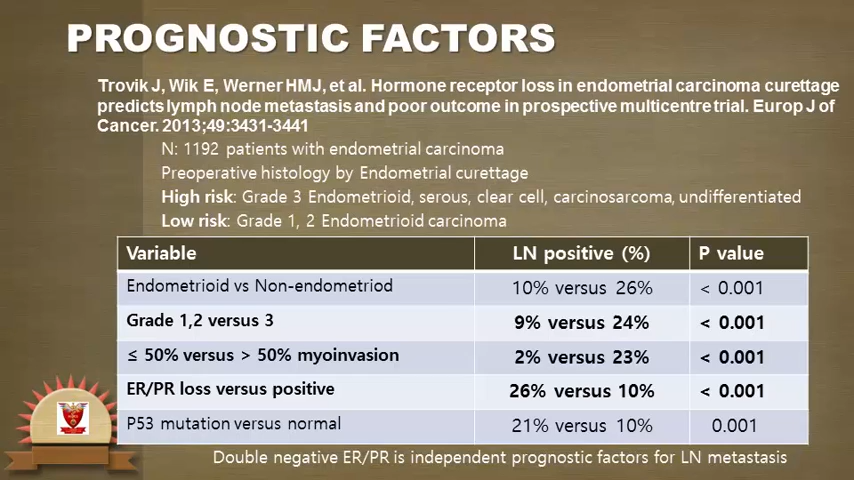 PROGNOSTIC FACTORS
Trovik J, Wik E, Werner HMJ, et al. Hormone receptor loss in endometrial carcinoma curettage
predicts lymph node metastasis and poor outcome in prospective multicentre trial. Europ J of
Cancer. 2013;49:3431-3441
N: 1192 patients with endometrial carcinoma
Preoperative histology by Endometrial curettage
High risk: Grade 3 Endometrioid, serous, clear cell, carcinosarcoma, undifferentiated
Low risk: Grade 1, 2 Endometrioid carcinoma
Variable LN positive (%) P value
Endometrioid vs Non-endometriod 10% versus 26% < 0.001
Grade 1,2 versus 3 9% versus 24% < 0.001
≤ 50% versus > 50% myoinvasion 2% versus 23% < 0.001
ER/PR loss versus positive 26% versus 10% < 0.001
P53 mutation versus normal 21% versus 10% 0.001
Double negative ER/PR is independent prognostic factors for LN metastasis